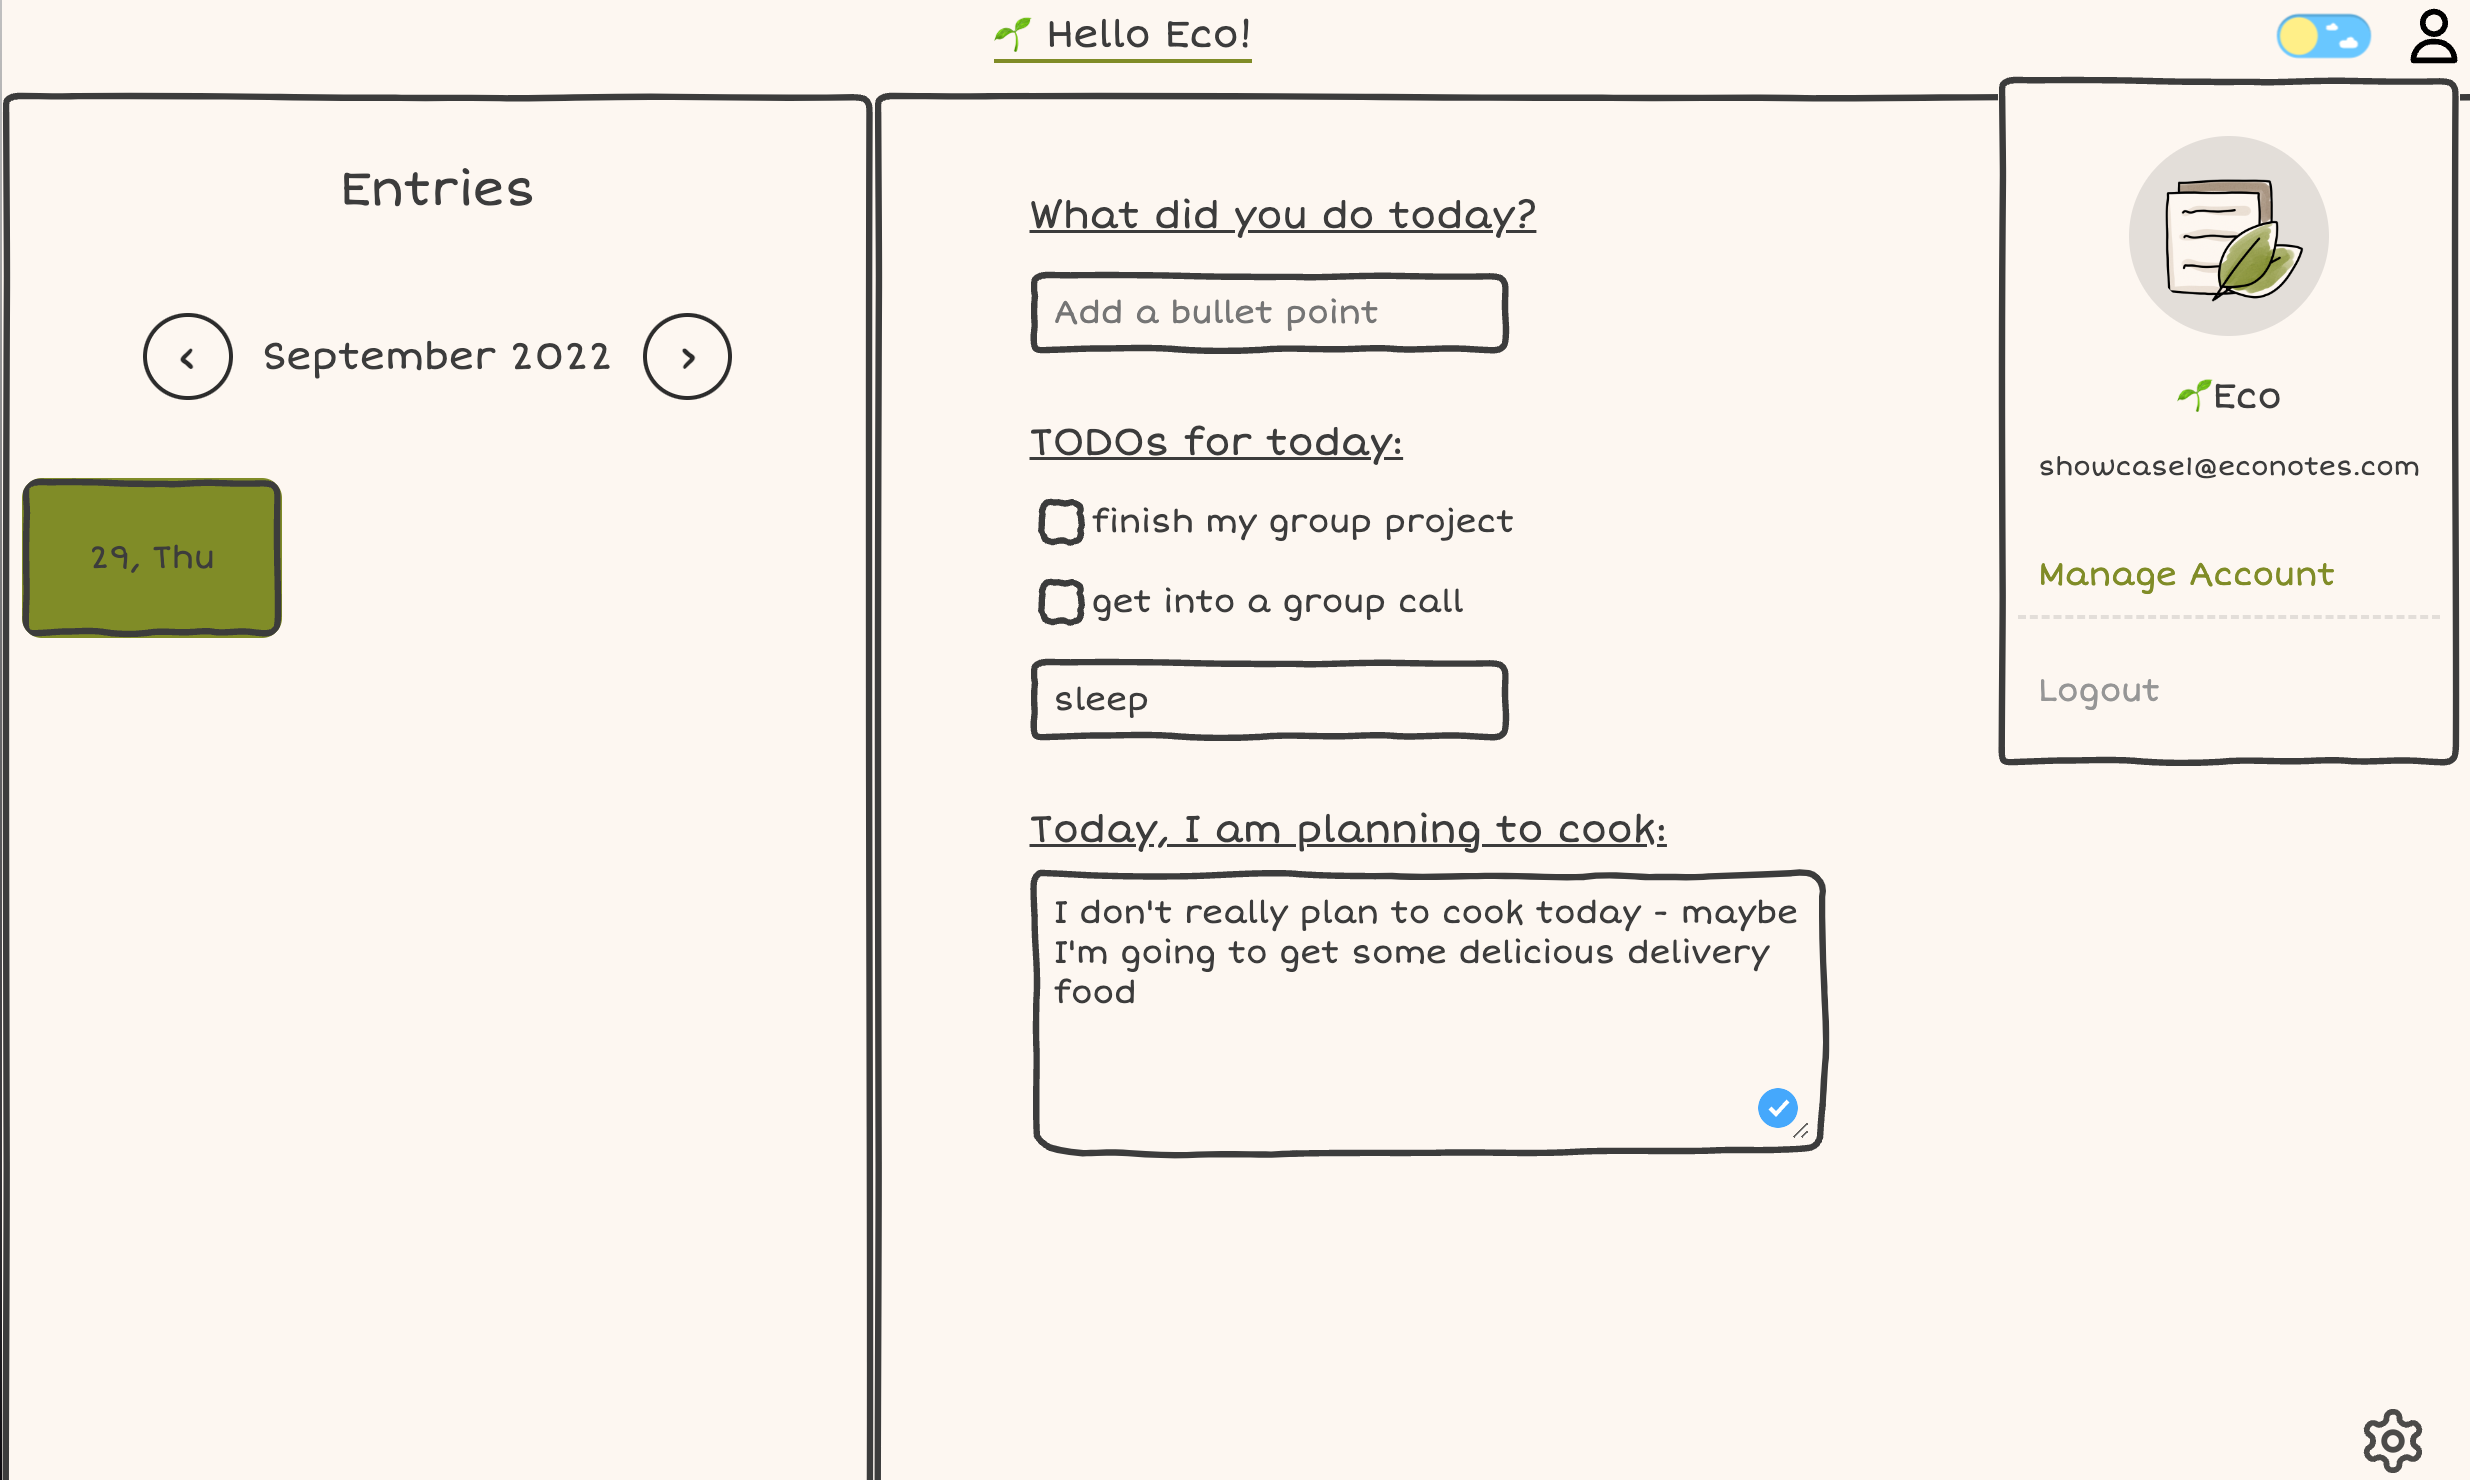 🌱 Hello Eco!
Entries
September 2022
29, Thu
What did you do today?
Add a bullet point
TODOs for today:
finish my group project
get into a group call
sleep
Today, I am planning to cook:
I don't really plan to cook today - maybe
I'm going to get some delicious delivery
food
🌱Eco
showcase1@econotes.com
Manage Account
Logout